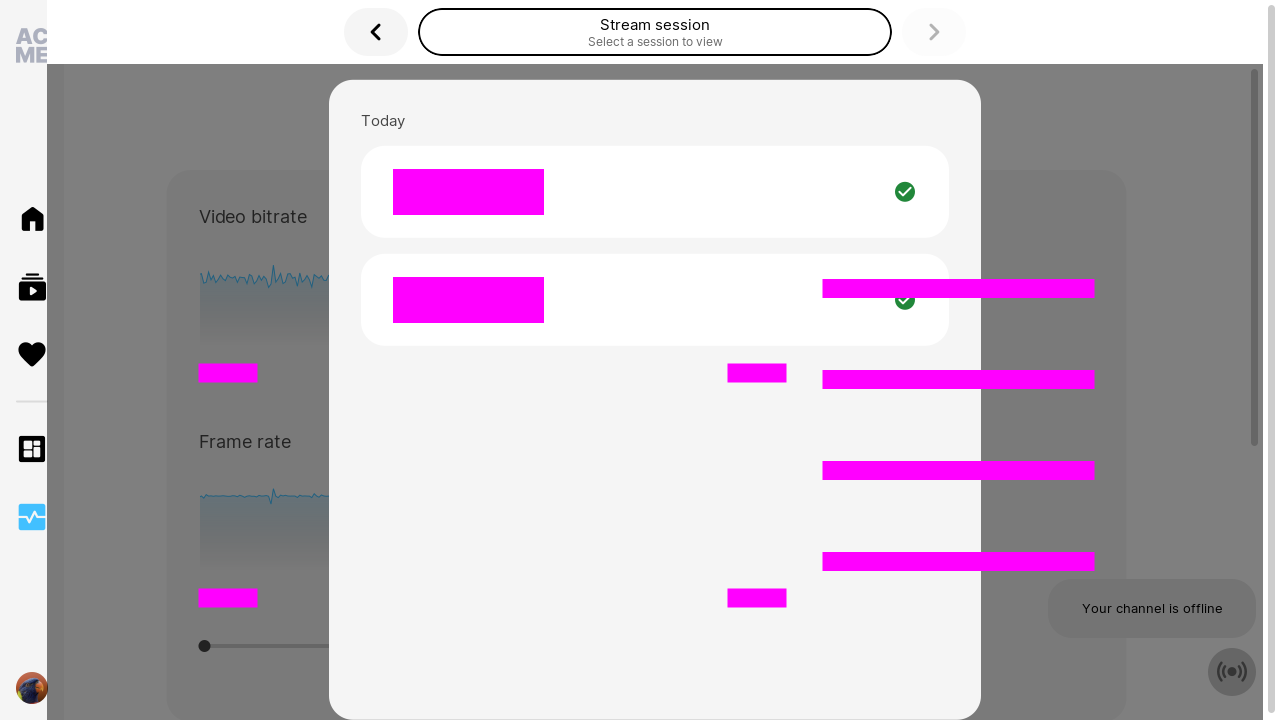 AC
ME
Stream session
Select a session to view
Today
Video bitrate
Frame rate
Your channel is offline